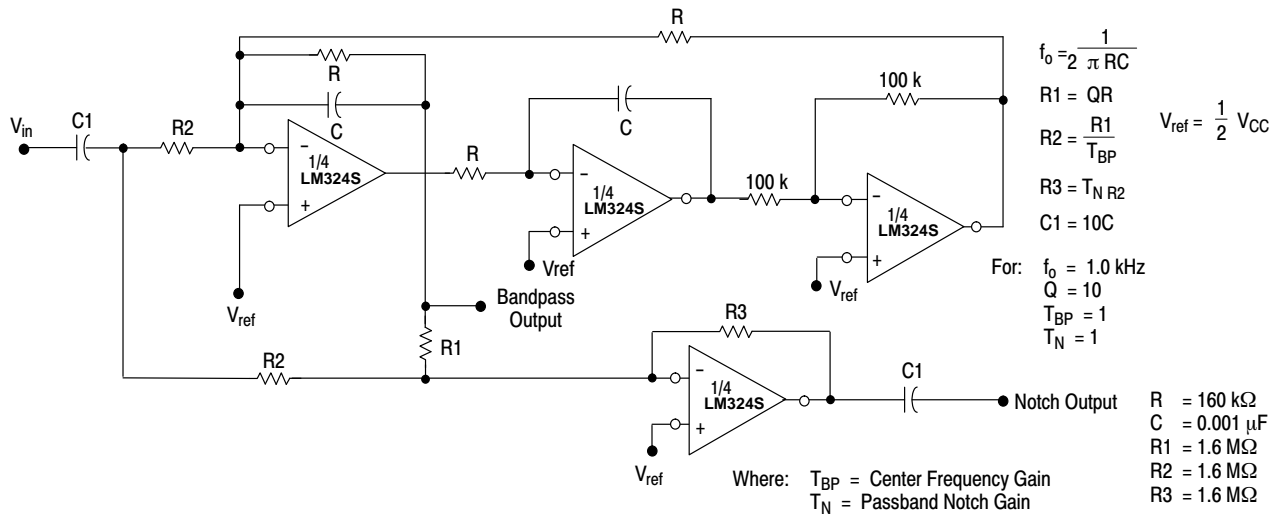 R
R
C
V_in
C1
R2
−
+
1/4
LM324S
V_ref
R
C
−
+
1/4
LM324S
Vref
100 k
100 k
−
+
1/4
LM324S
V_ref
Bandpass
Output
R1
R2
R3
−
+
1/4
LM324S
V_ref
C1
Notch Output
f_o = 1 / 2 π RC
R1 = QR
R2 = R1 / T_BP
R3 = T_N R2
C1 = 10C
V_ref = 1/2 V_CC
For: f_o = 1.0 kHz
Q = 10
T_BP = 1
T_N = 1
R = 160 kΩ
C = 0.001 μF
R1 = 1.6 MΩ
R2 = 1.6 MΩ
R3 = 1.6 MΩ
Where: T_BP = Center Frequency Gain
T_N = Passband Notch Gain